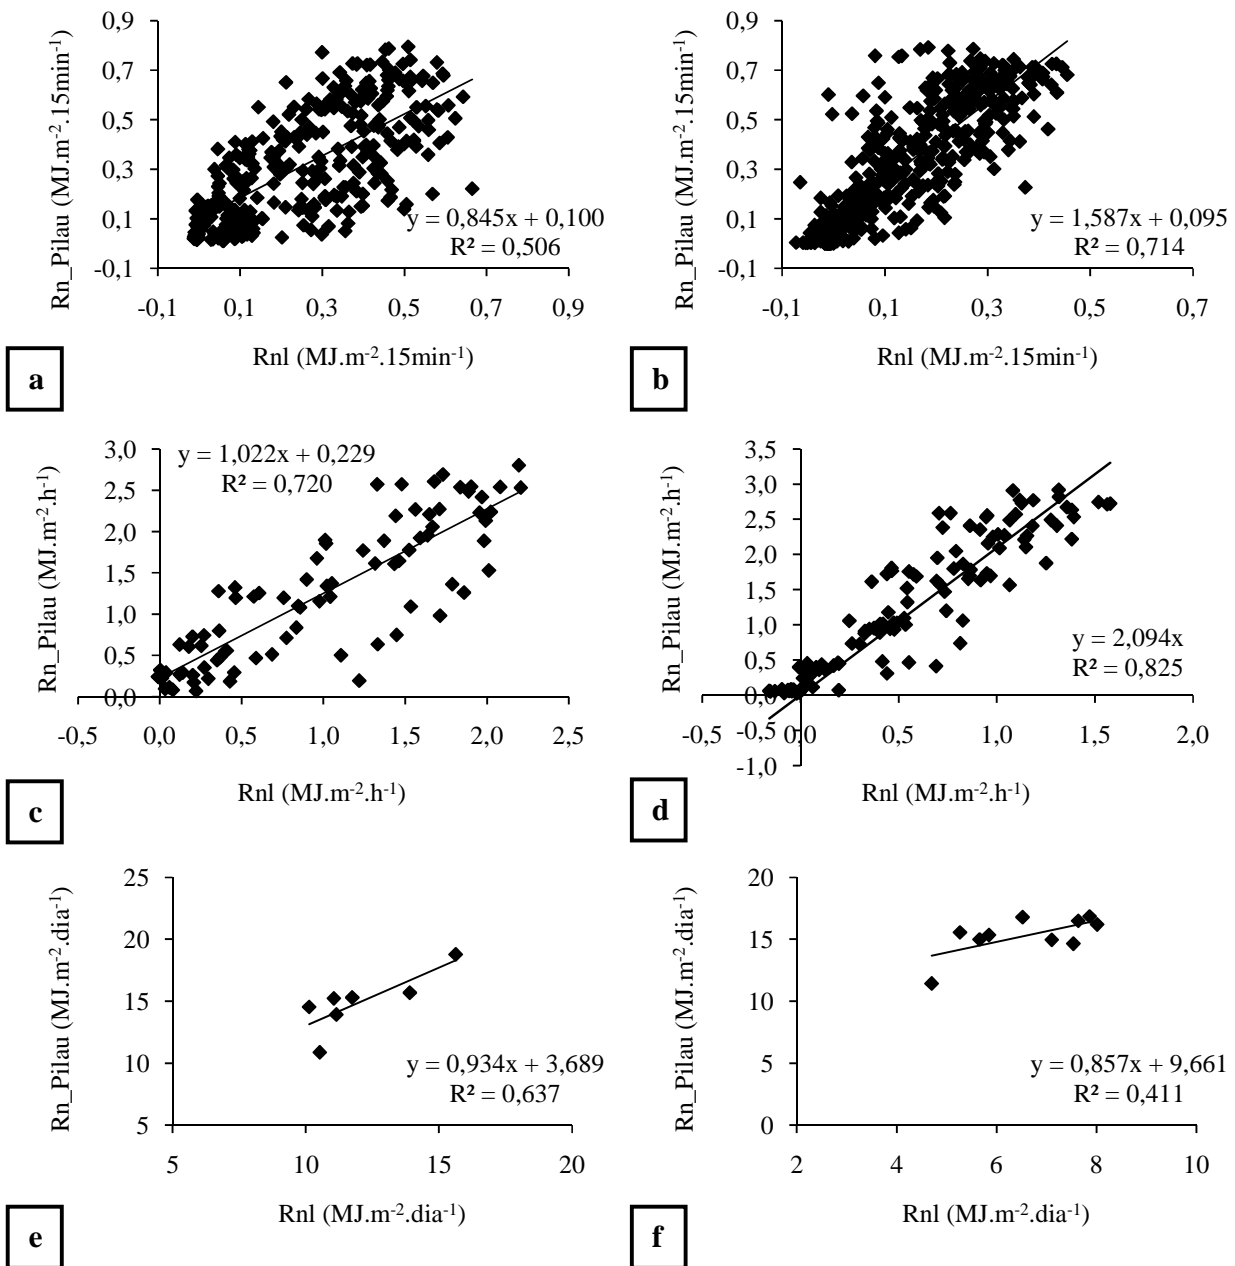 Rn_Pilau (MJ.m⁻².15min⁻¹)
0,9
0,7
0,5
0,3
0,1
-0,1
y = 0,845x + 0,100
R² = 0,506
-0,1 0,1 0,3 0,5 0,7 0,9
Rnl (MJ.m⁻².15min⁻¹)
a
Rn_Pilau (MJ.m⁻².15min⁻¹)
0,9
0,7
0,5
0,3
0,1
-0,1
y = 1,587x + 0,095
R² = 0,714
-0,1 0,1 0,3 0,5 0,7
Rnl (MJ.m⁻².15min⁻¹)
b
Rn_Pilau (MJ.m⁻².h⁻¹)
3,0
2,5
2,0
1,5
1,0
0,5
0,0
y = 1,022x + 0,229
R² = 0,720
-0,5 0,0 0,5 1,0 1,5 2,0 2,5
Rnl (MJ.m⁻².h⁻¹)
c
Rn_Pilau (MJ.m⁻².h⁻¹)
3,5
3,0
2,5
2,0
1,5
1,0
0,5
0,0
-0,5
-1,0
y = 2,094x
R² = 0,825
-0,5 0,0 0,5 1,0 1,5 2,0
Rnl (MJ.m⁻².h⁻¹)
d
Rn_Pilau (MJ.m⁻².dia⁻¹)
25
20
15
10
5
y = 0,934x + 3,689
R² = 0,637
5 10 15 20
Rnl (MJ.m⁻².dia⁻¹)
e
Rn_Pilau (MJ.m⁻².dia⁻¹)
20
15
10
5
0
y = 0,857x + 9,661
R² = 0,411
2 4 6 8 10
Rnl (MJ.m⁻².dia⁻¹)
f